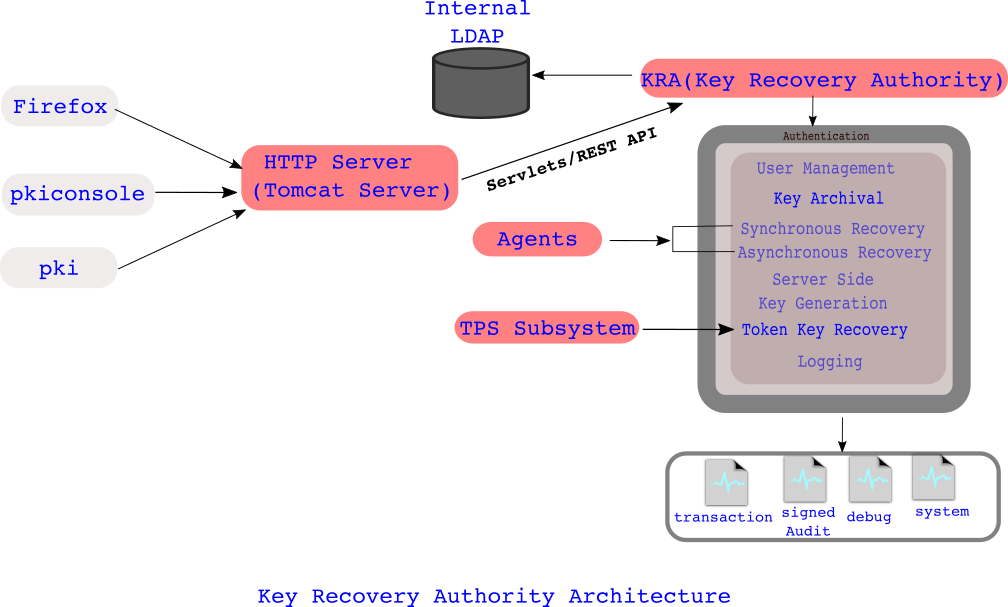 Internal
LDAP
KRA(Key Recovery Authority)
Firefox
pkiconsole
pki
HTTP Server
(Tomcat Server)
Servlets/REST API
Authentication
User Management
Key Archival
Agents
Synchronous Recovery
Asynchronous Recovery
Server Side
Key Generation
TPS Subsystem
Token Key Recovery
Logging
transaction
signed
Audit
debug
system
Key Recovery Authority Architecture